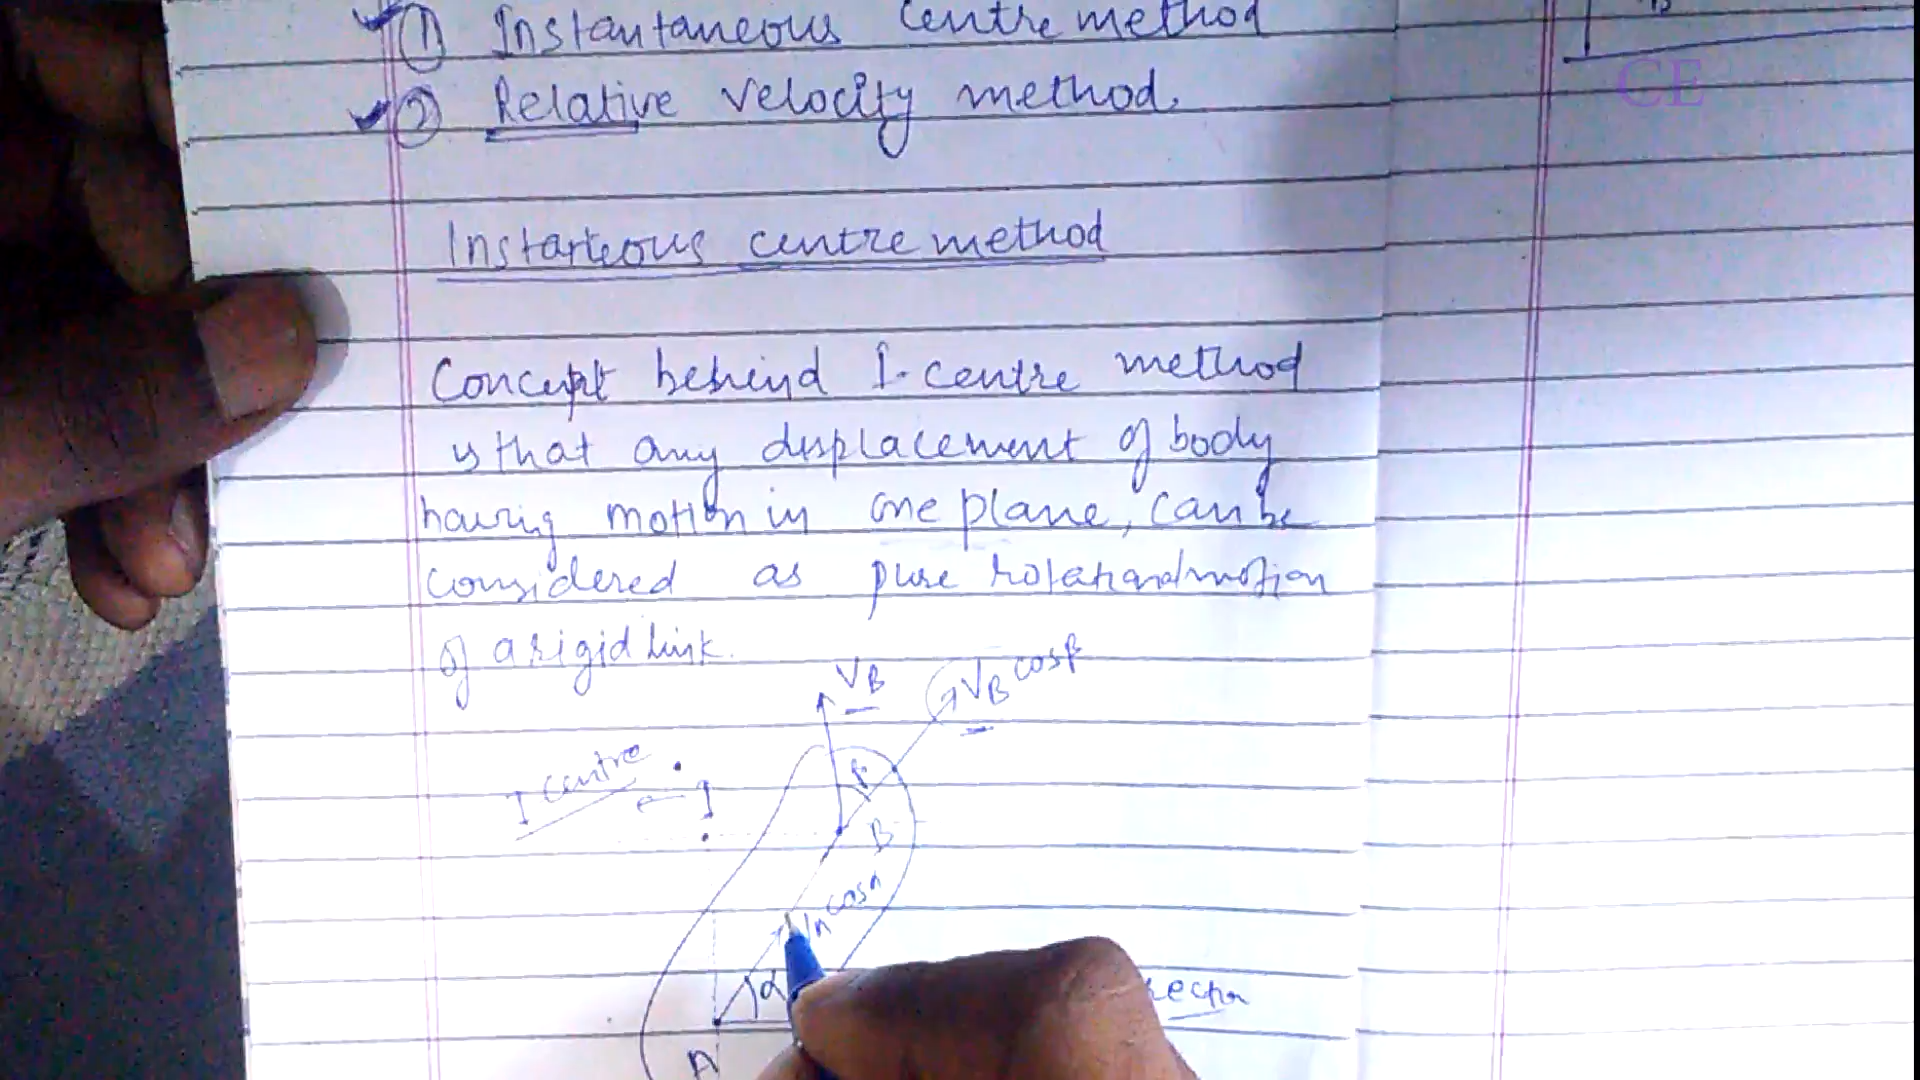 ① Instantaneous Centre method
② Relative velocity method.
CE
Instanteous centre method
Concept behind I-centre method
is that any displacement of body
having motion in one plane, can be
considered as pure rotational motion
of a rigid link.
VB
VB cosβ
I centre
I
β
B
cos
α
A